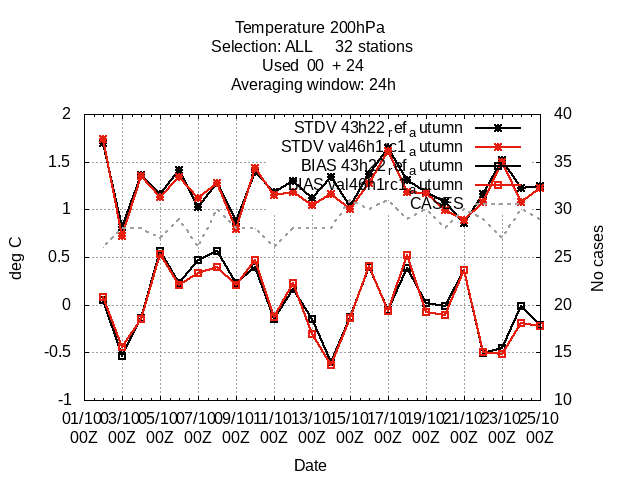 Temperature 200hPa
Selection: ALL 32 stations
Used 00 + 24
Averaging window: 24h
STDV 43h22refautumn
STDV val46h1rc1autumn
BIAS 43h22refautumn
BIAS val46h1rc1autumn
CASES
2
1.5
1
0.5
0
-0.5
-1
deg C
40
35
30
25
20
15
10
No cases
01/10 03/10 05/10 07/10 09/10 11/10 13/10 15/10 17/10 19/10 21/10 23/10 25/10
00Z 00Z 00Z 00Z 00Z 00Z 00Z 00Z 00Z 00Z 00Z 00Z 00Z
Date